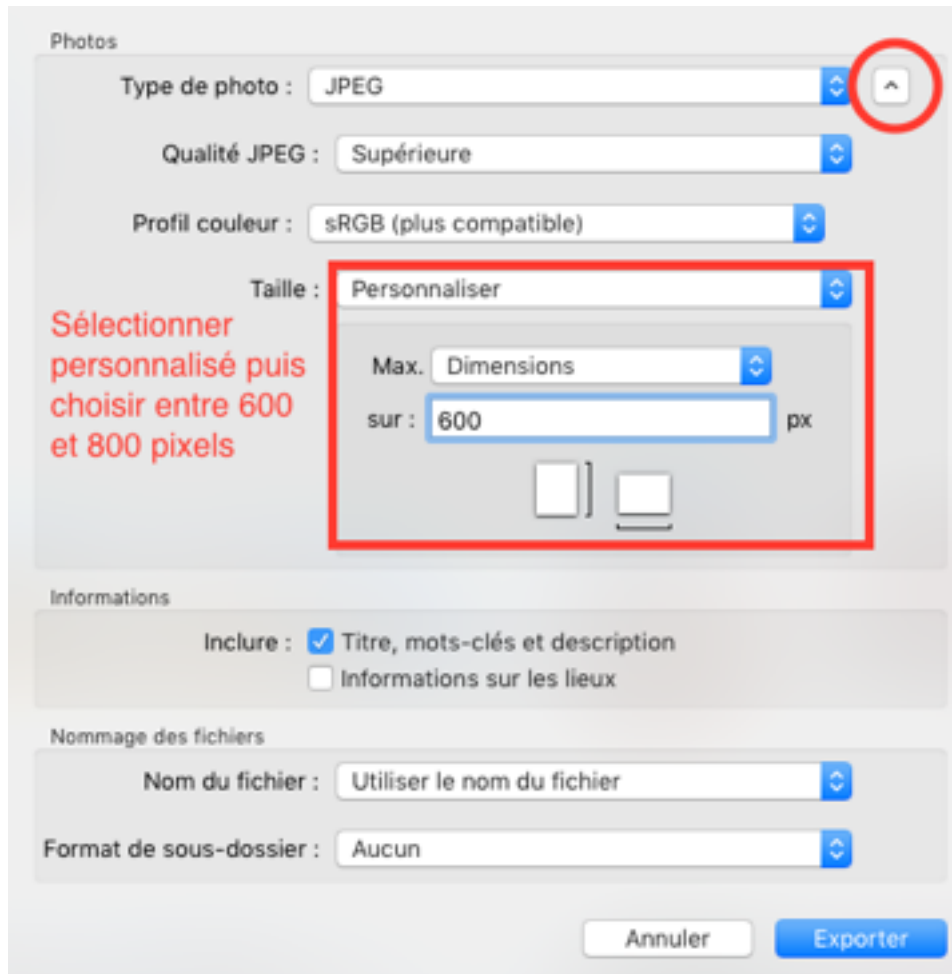 Photos
Type de photo : JPEG
Qualité JPEG : Supérieure
Profil couleur : sRGB (plus compatible)
Taille : Personnaliser
Sélectionner
personnalisé puis
choisir entre 600
et 800 pixels
Max. Dimensions
sur : 600 px
Informations
Inclure : Titre, mots-clés et description
Informations sur les lieux
Nommage des fichiers
Nom du fichier : Utiliser le nom du fichier
Format de sous-dossier : Aucun
Annuler Exporter